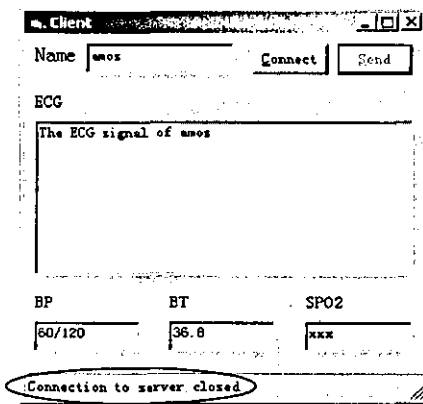 Client
Name amos Connect Send
ECG
The ECG signal of amos
BP BT SPO2
60/120 36.8 xxx
Connection to server closed